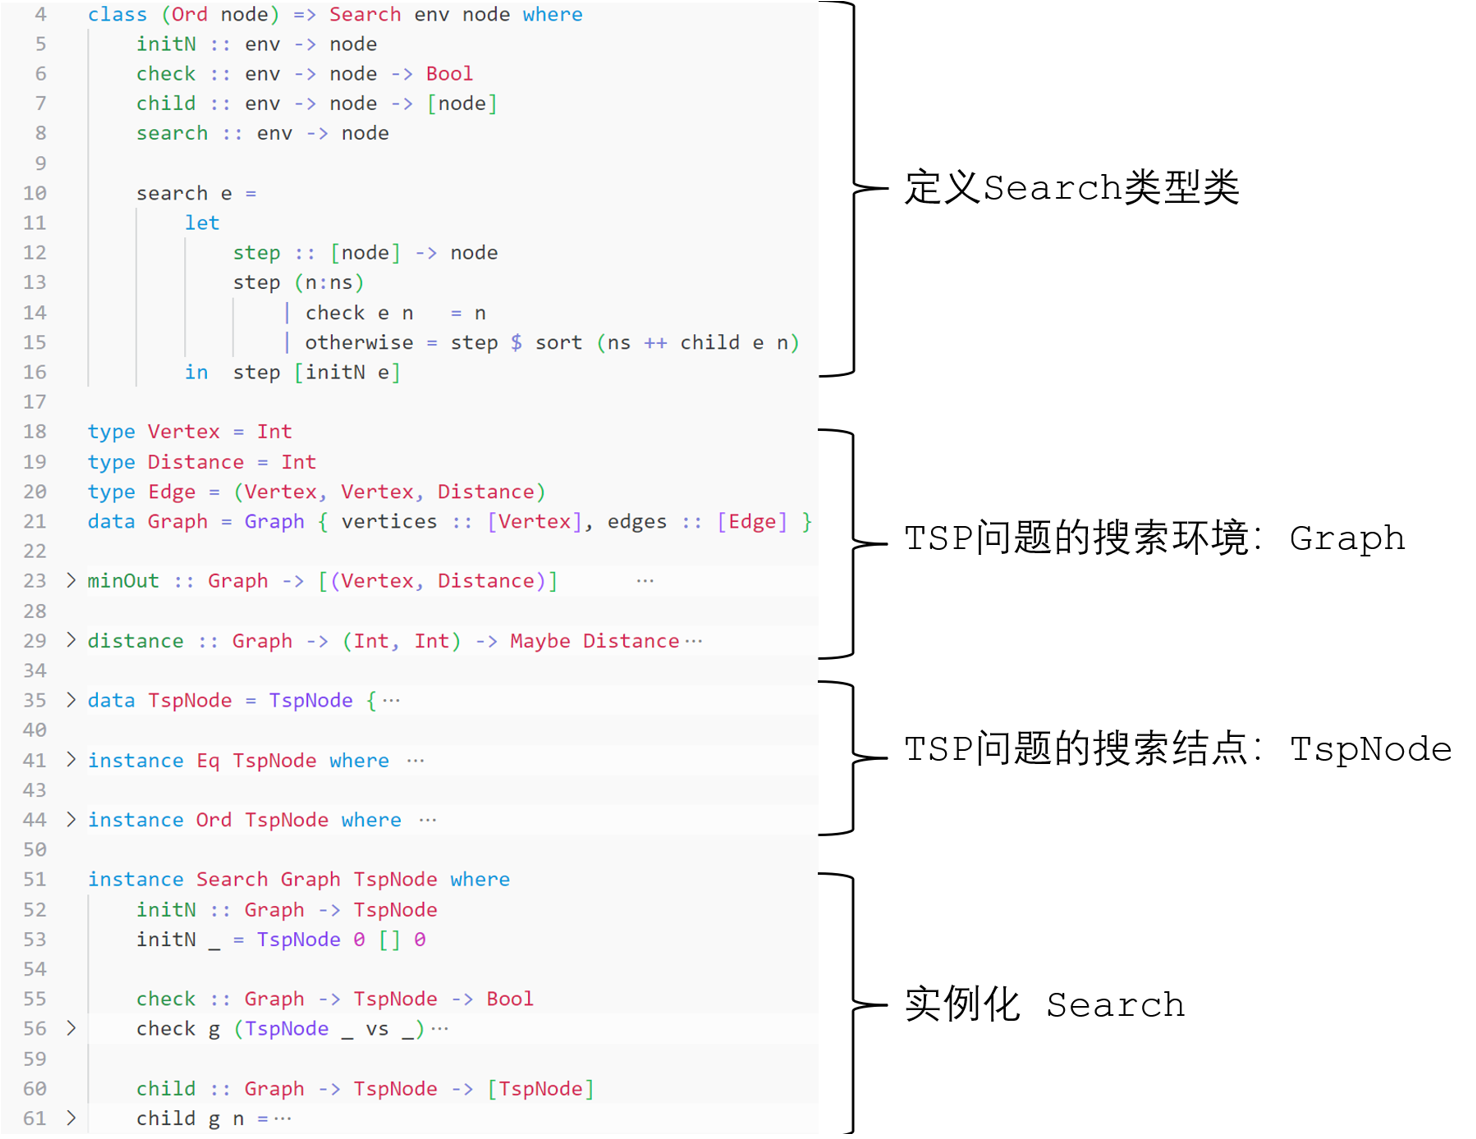 4 class (Ord node) => Search env node where
5 initN :: env -> node
6 check :: env -> node -> Bool
7 child :: env -> node -> [node]
8 search :: env -> node
9
10 search e =
11 let
12 step :: [node] -> node
13 step (n:ns)
14 | check e n   = n
15 | otherwise = step $ sort (ns ++ child e n)
16 in  step [initN e]
定义Search类型类
17
18 type Vertex = Int
19 type Distance = Int
20 type Edge = (Vertex, Vertex, Distance)
21 data Graph = Graph { vertices :: [Vertex], edges :: [Edge] }
22
23 > minOut :: Graph -> [(Vertex, Distance)] ···
28
29 > distance :: Graph -> (Int, Int) -> Maybe Distance···
TSP问题的搜索环境：Graph
34
35 > data TspNode = TspNode {···
40
41 > instance Eq TspNode where ···
43
44 > instance Ord TspNode where ···
TSP问题的搜索结点：TspNode
50
51 instance Search Graph TspNode where
52 initN :: Graph -> TspNode
53 initN _ = TspNode 0 [] 0
54
55 check :: Graph -> TspNode -> Bool
56 > check g (TspNode _ vs _)···
59
60 child :: Graph -> TspNode -> [TspNode]
61 > child g n =···
实例化 Search